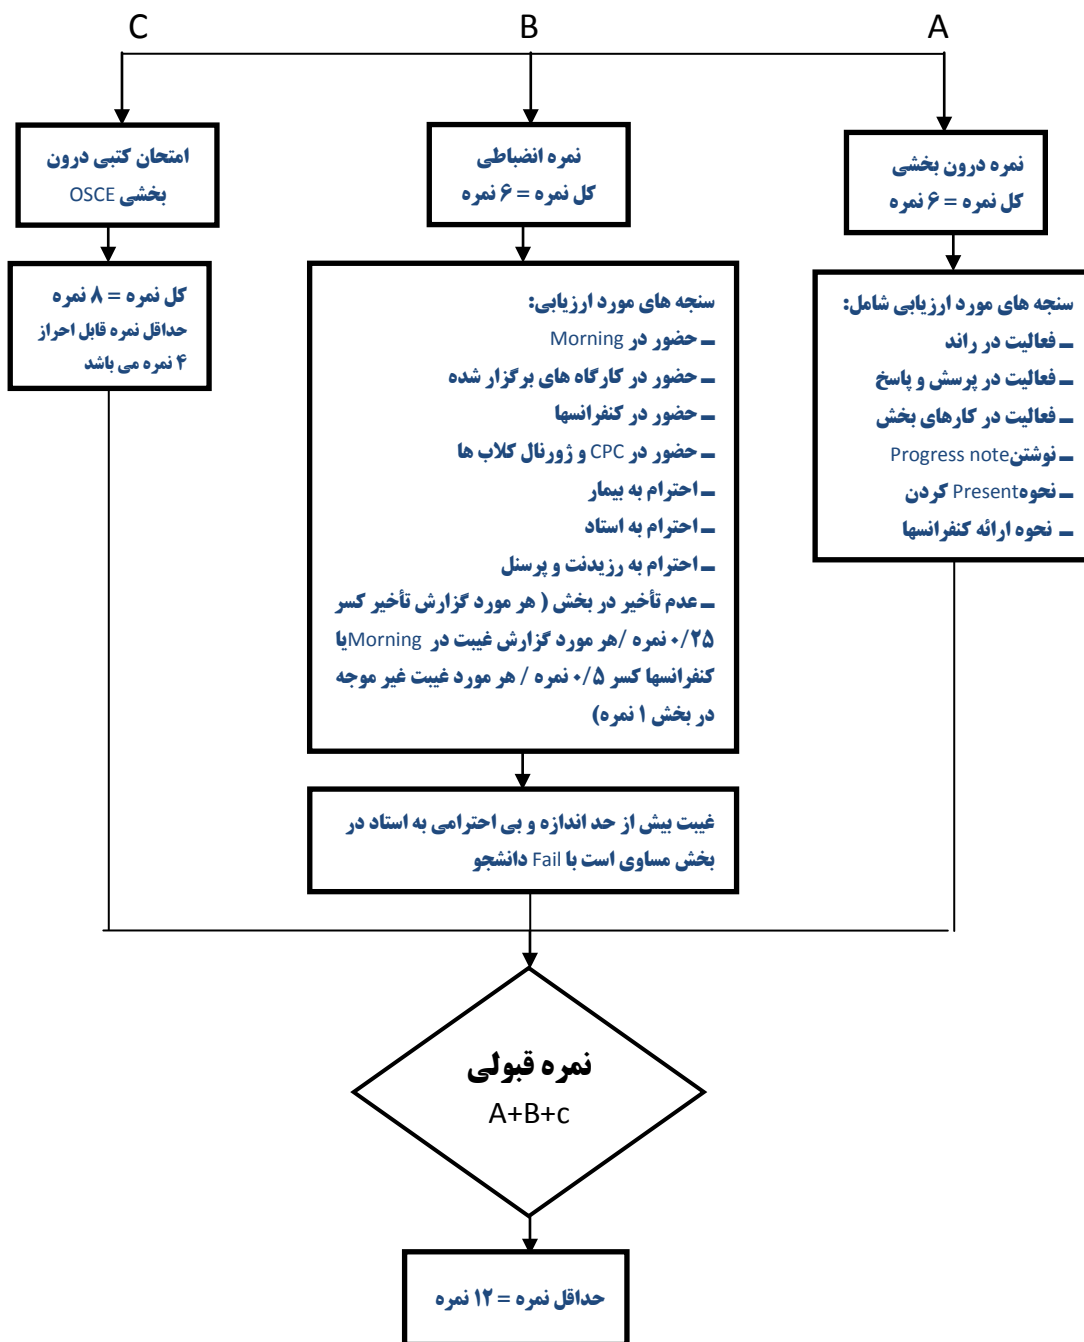 A
B
C
نمره درون بخشی
کل نمره = ۶ نمره
سنجه های مورد ارزیابی شامل:
ـ فعالیت در راند
ـ فعالیت در پرسش و پاسخ
ـ فعالیت در کارهای بخش
ـ نوشتنProgress note
ـ نحوهPresent کردن
ـ نحوه ارائه کنفرانسها
نمره انضباطی
کل نمره = ۶ نمره
سنجه های مورد ارزیابی:
ـ حضور در Morning
ـ حضور در کارگاه های برگزار شده
ـ حضور در کنفرانسها
ـ حضور در CPC و ژورنال کلاب ها
ـ احترام به بیمار
ـ احترام به استاد
ـ احترام به رزیدنت و پرسنل
ـ عدم تأخیر در بخش ( هر مورد گزارش تأخیر کسر
۰/۲۵ نمره /هر مورد گزارش غیبت در Morningیا
کنفرانسها کسر ۰/۵ نمره / هر مورد غیبت غیر موجه
در بخش ۱ نمره)
غیبت بیش از حد اندازه و بی احترامی به استاد در
بخش مساوی است با Fail دانشجو
امتحان کتبی درون
بخشی OSCE
کل نمره = ۸ نمره
حداقل نمره قابل احراز
۴ نمره می باشد
نمره قبولی
A+B+c
حداقل نمره = ۱۲ نمره